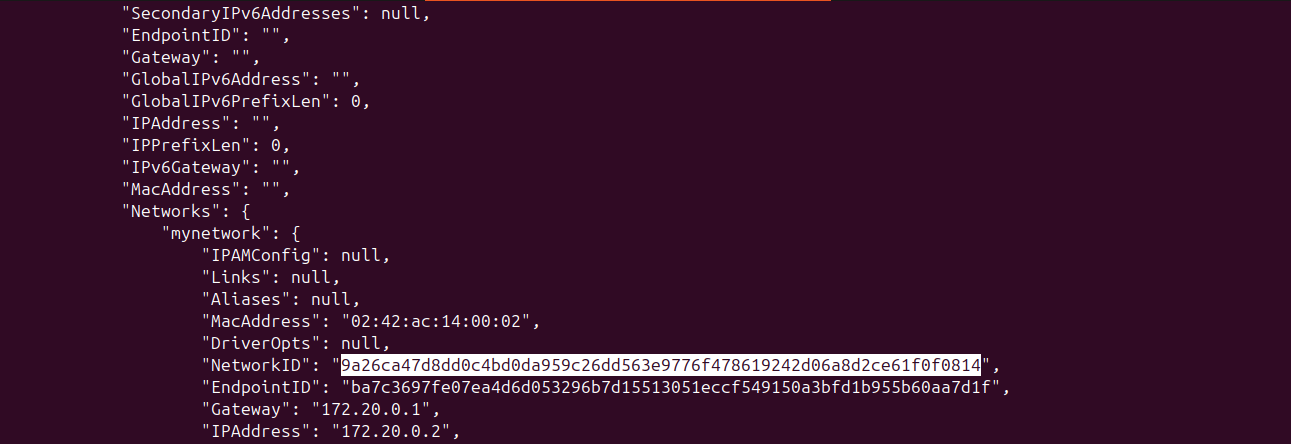 "SecondaryIPv6Addresses": null,
"EndpointID": "",
"Gateway": "",
"GlobalIPv6Address": "",
"GlobalIPv6PrefixLen": 0,
"IPAddress": "",
"IPPrefixLen": 0,
"IPv6Gateway": "",
"MacAddress": "",
"Networks": {
"mynetwork": {
"IPAMConfig": null,
"Links": null,
"Aliases": null,
"MacAddress": "02:42:ac:14:00:02",
"DriverOpts": null,
"NetworkID": "9a26ca47d8dd0c4bd0da959c26dd563e9776f478619242d06a8d2ce61f0f0814",
"EndpointID": "ba7c3697fe07ea4d6d053296b7d15513051eccf549150a3bfd1b955b60aa7d1f",
"Gateway": "172.20.0.1",
"IPAddress": "172.20.0.2",